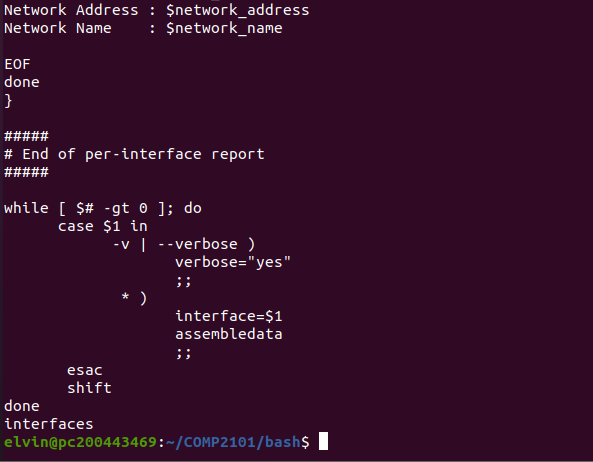 Network Address : $network_address
Network Name    : $network_name

EOF
done
}

#####
# End of per-interface report
#####

while [ $# -gt 0 ]; do
      case $1 in
            -v | --verbose )
                   verbose="yes"
                   ;;
             * )
                   interface=$1
                   assembledata
                   ;;
       esac
       shift
done
interfaces
elvin@pc200443469:~/COMP2101/bash$